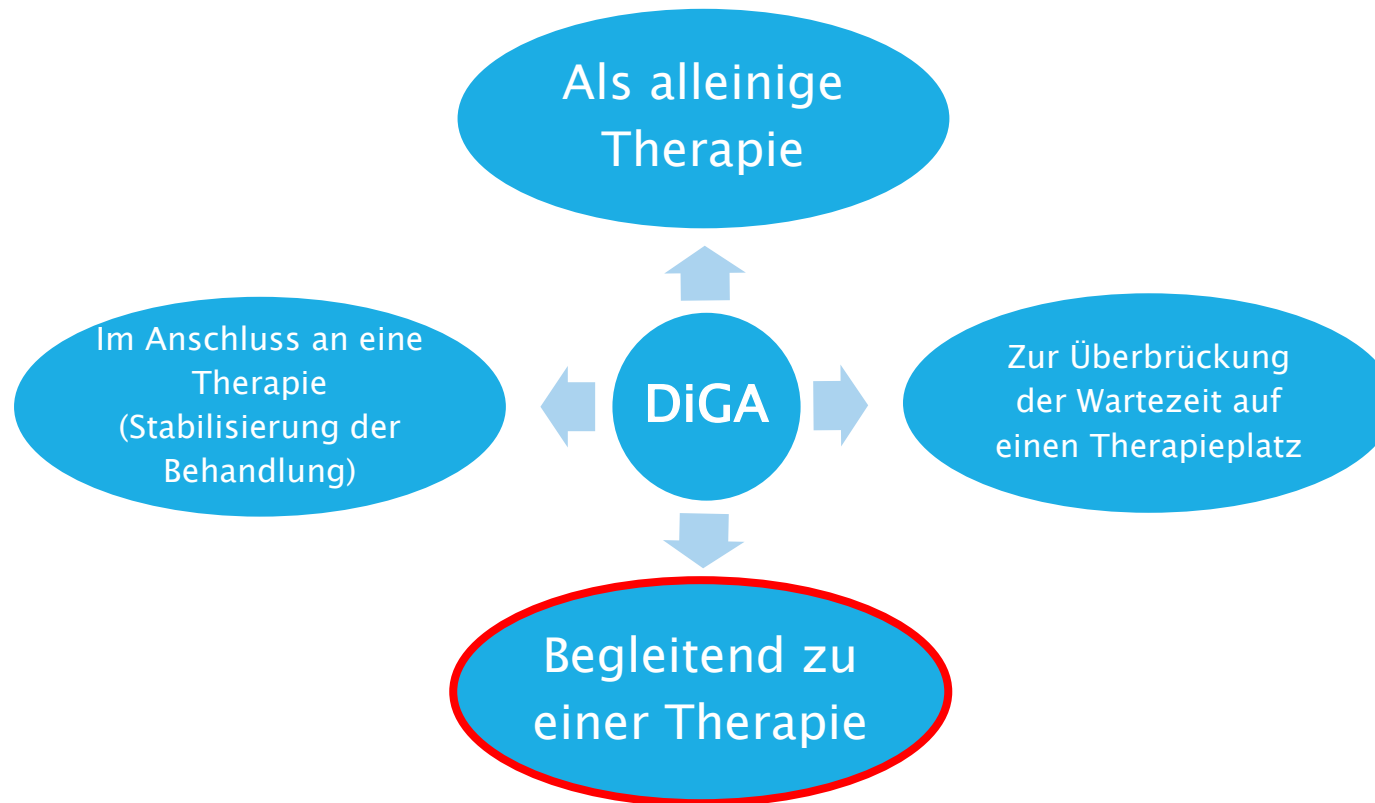 Als alleinige
Therapie
Im Anschluss an eine
Therapie
(Stabilisierung der
Behandlung)
DiGA
Zur Überbrückung
der Wartezeit auf
einen Therapieplatz
Begleitend zu
einer Therapie